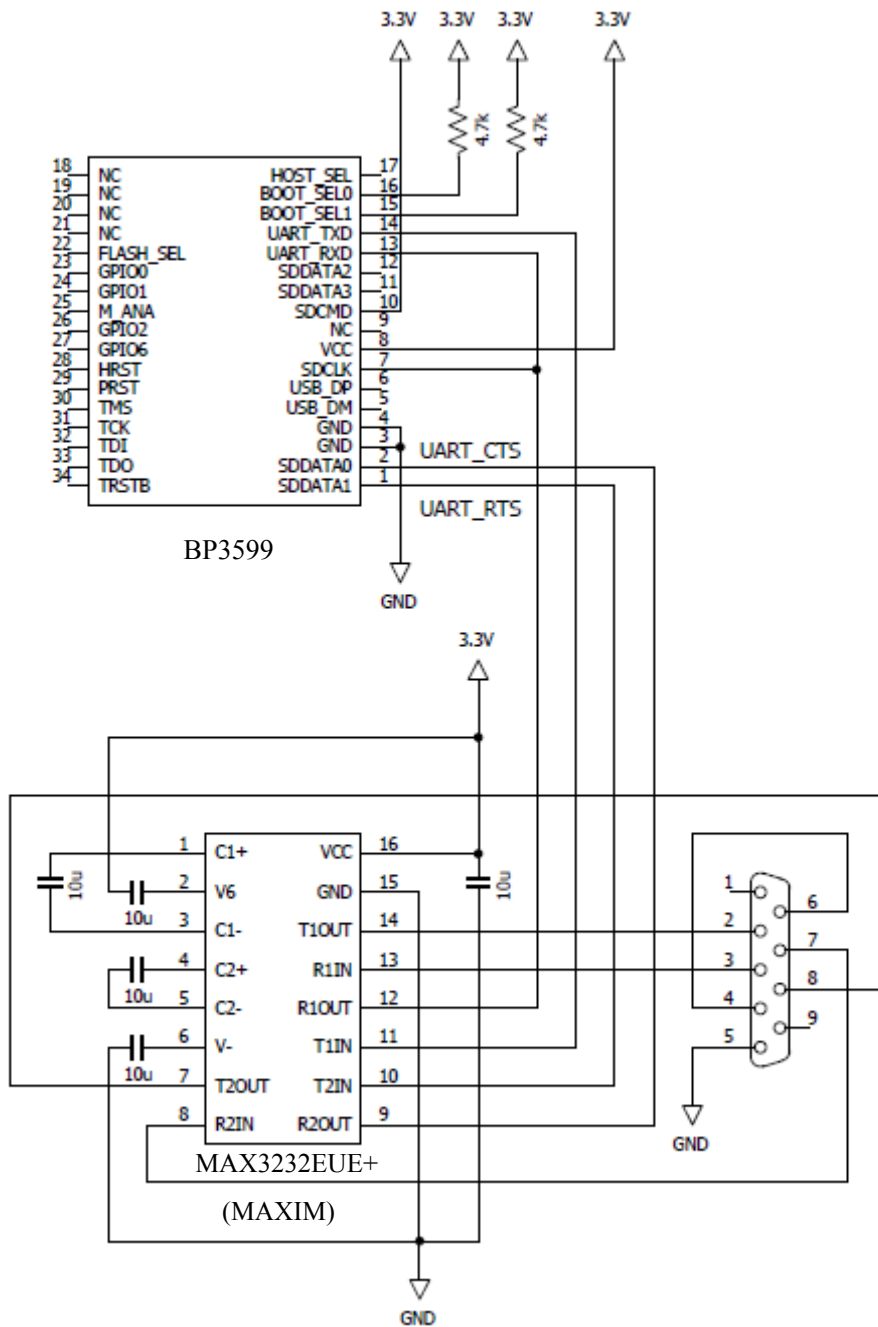 3.3V 3.3V 3.3V 3.3V
4.7k 4.7k
18 NC HOST_SEL 17
19 NC BOOT_SEL0 16
20 NC BOOT_SEL1 15
21 NC UART_TXD 14
22 FLASH_SEL UART_RXD 13
23 GPIO0 SDDATA2 12
24 GPIO1 SDDATA3 11
25 M_ANA SDCMD 10
26 GPIO2 NC 9
27 GPIO6 VCC 8
28 HRST SDCLK 7
29 PRST USB_DP 6
30 TMS USB_DM 5
31 TCK GND 4
32 TDI GND 3 UART_CTS
33 TDO SDDATA0 2
34 TRSTB SDDATA1 1
UART_RTS
BP3599
GND
3.3V
1 C1+ VCC 16
10u 10u
2 V6 GND 15
10u
3 C1- T1OUT 14
4 C2+ R1IN 13
10u
5 C2- R1OUT 12
6 V- T1IN 11
10u
7 T2OUT T2IN 10
8 R2IN R2OUT 9
1 6
2 7
3 8
4 9
5
GND
MAX3232EUE+
(MAXIM)
GND